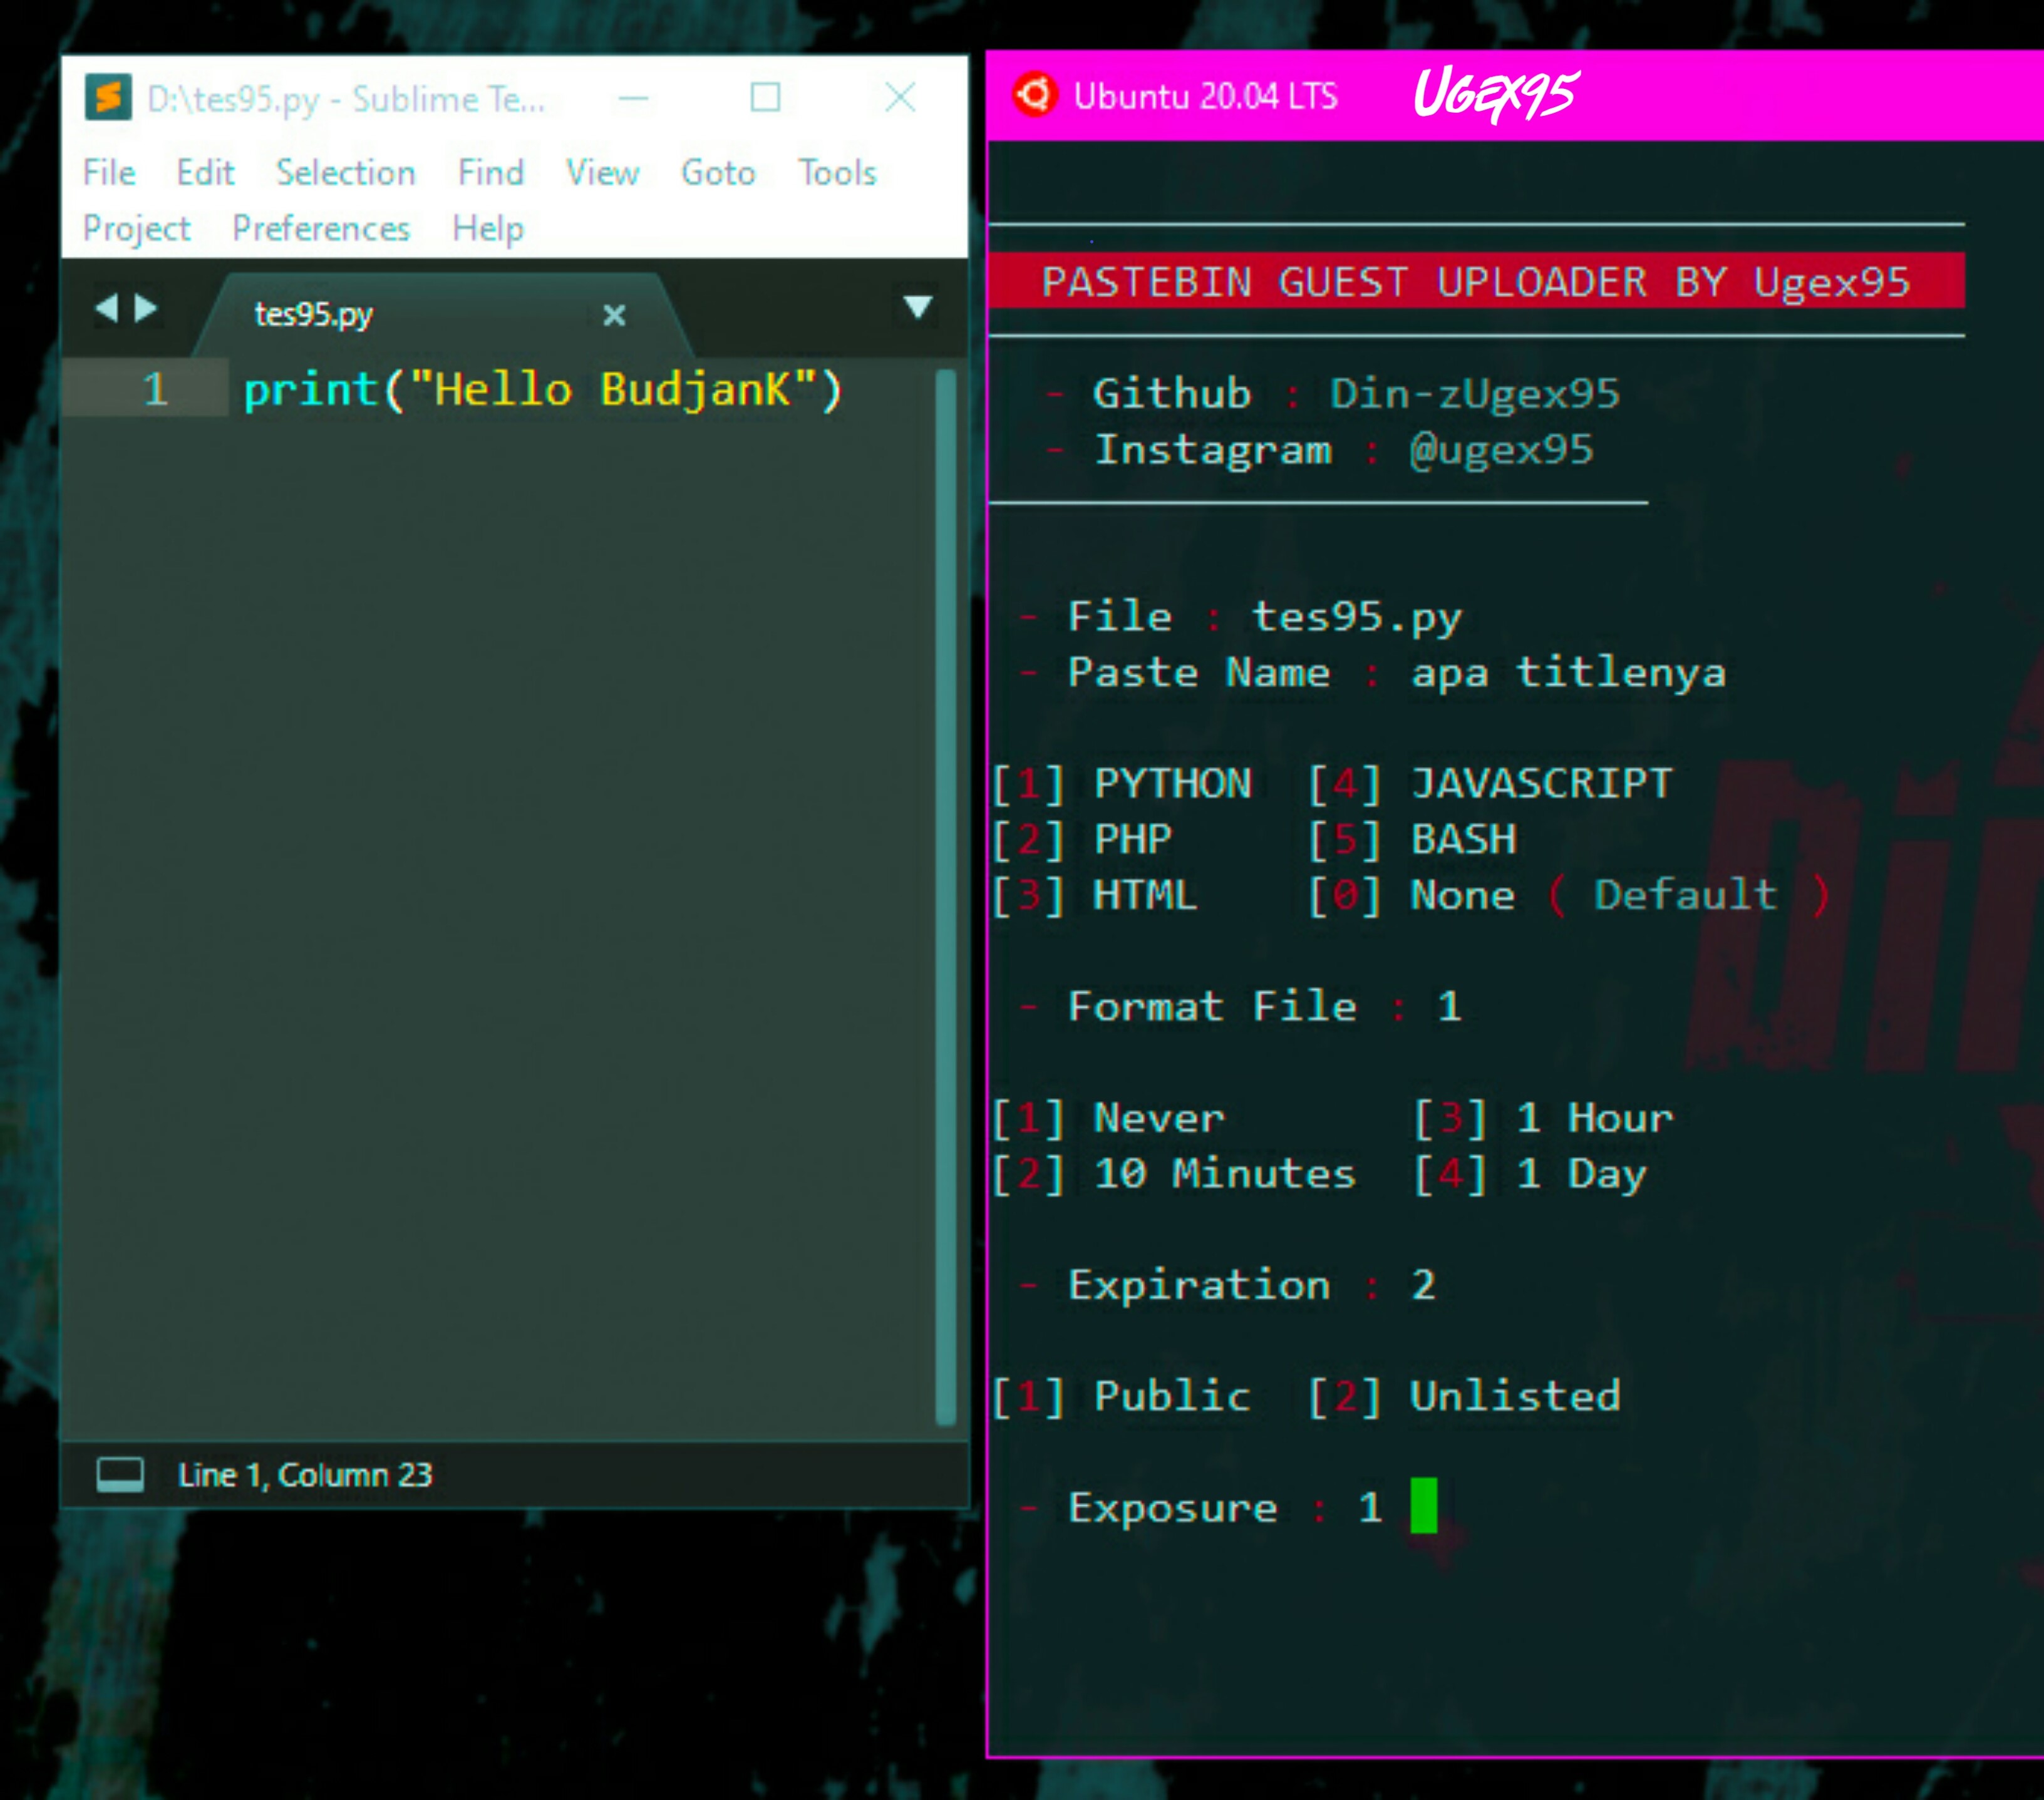 D:\tes95.py - Sublime Te...
File Edit Selection Find View Goto Tools
Project Preferences Help
tes95.py
1 print("Hello BudjanK")
Line 1, Column 23
Ubuntu 20.04 LTS UGEX95
PASTEBIN GUEST UPLOADER BY Ugex95
- Github : Din-zUgex95
- Instagram : @ugex95
- File : tes95.py
- Paste Name : apa titlenya
[1] PYTHON [4] JAVASCRIPT
[2] PHP [5] BASH
[3] HTML [0] None ( Default )
- Format File : 1
[1] Never [3] 1 Hour
[2] 10 Minutes [4] 1 Day
- Expiration : 2
[1] Public [2] Unlisted
- Exposure : 1